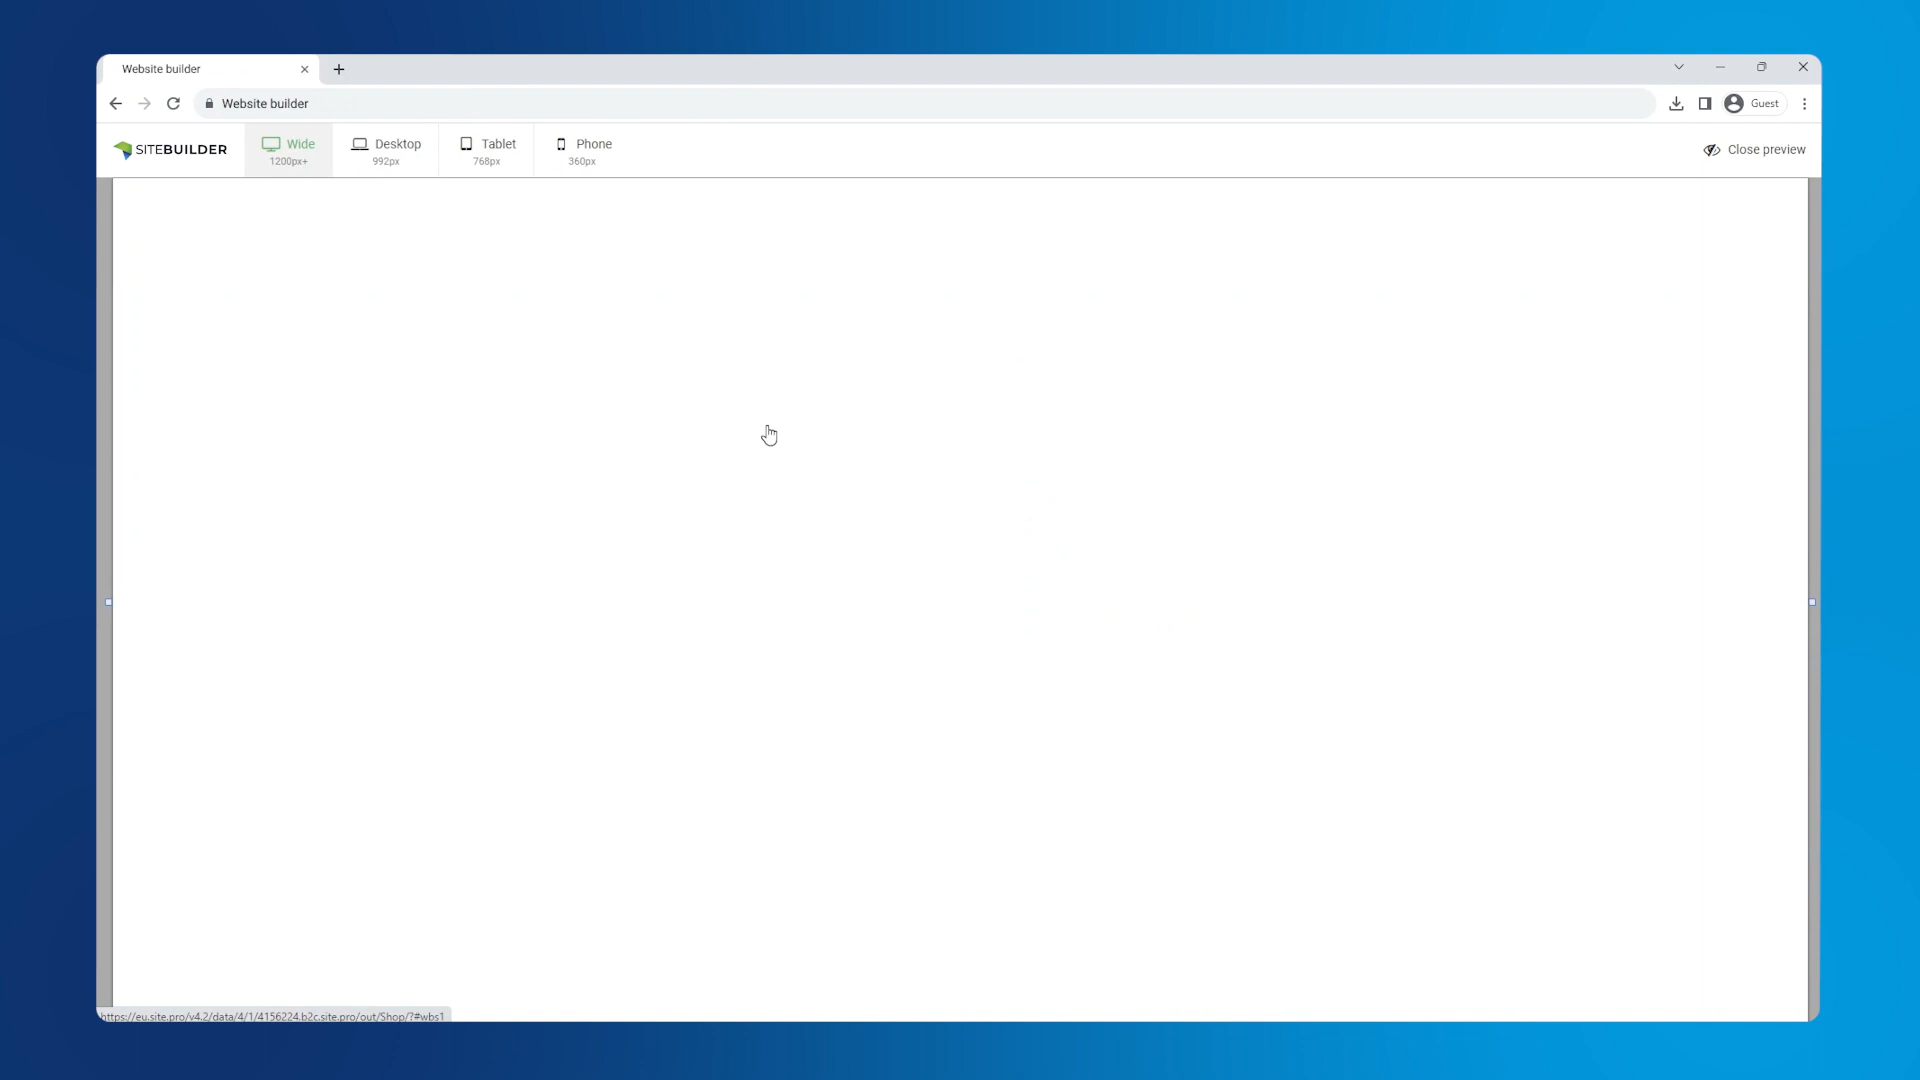 Website builder
Website builder
Guest
SITEBUILDER
Wide
1200px+
Desktop
992px
Tablet
768px
Phone
360px
Close preview
https://eu.site.pro/v4.2/data/4/1/4156224.b2c.site.pro/out/Shop/?#wbs1